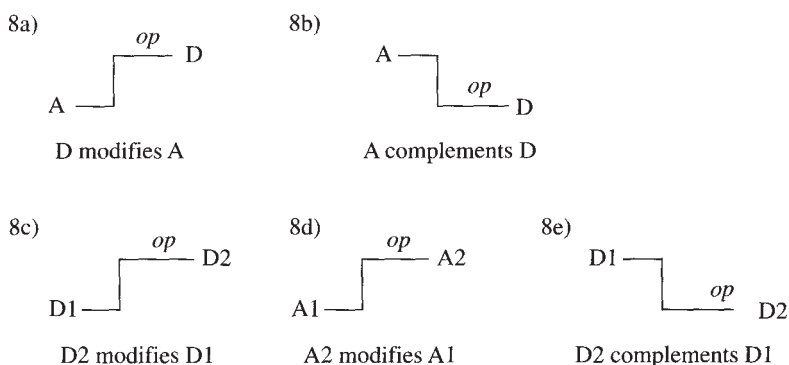 8a)
op
D
A
D modifies A
8b)
A
op
D
A complements D
8c)
op
D2
D1
D2 modifies D1
8d)
op
A2
A1
A2 modifies A1
8e)
D1
op
D2
D2 complements D1